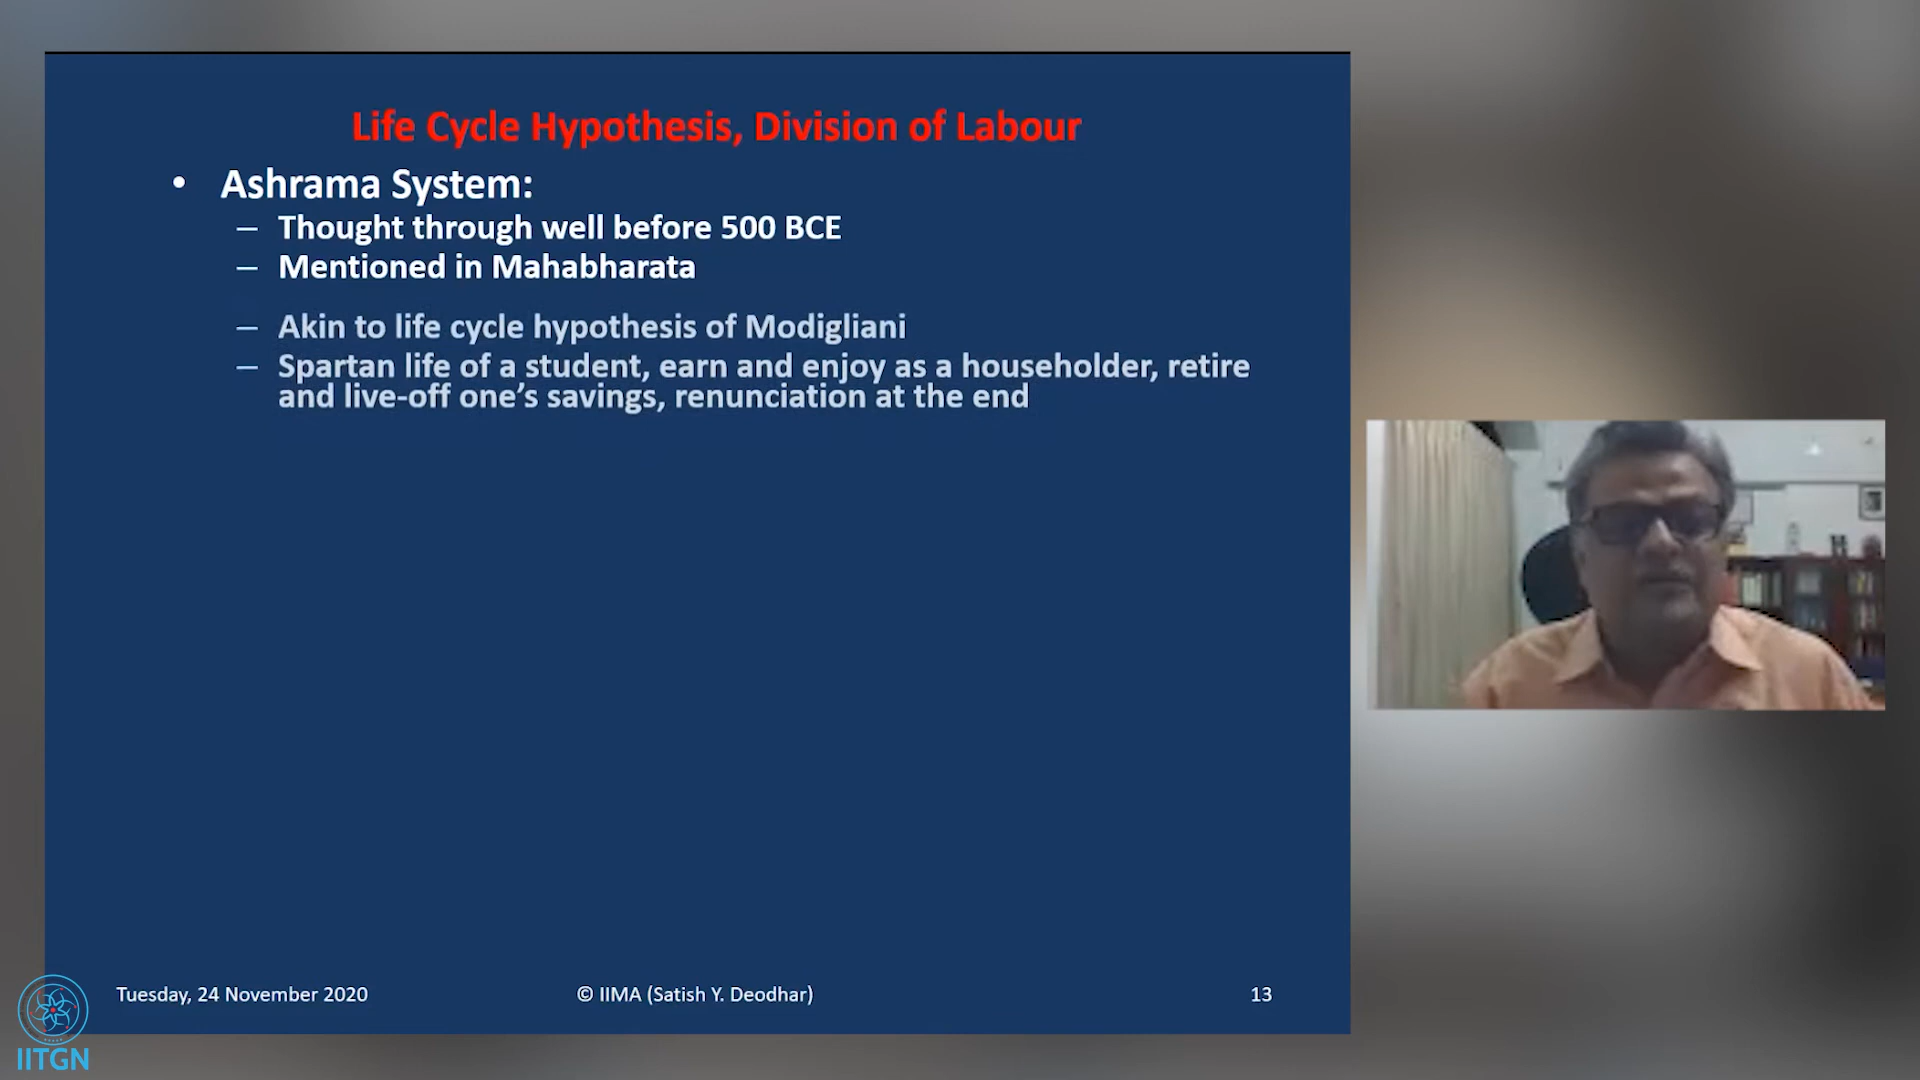 Life Cycle Hypothesis, Division of Labour
• Ashrama System:
– Thought through well before 500 BCE
– Mentioned in Mahabharata
– Akin to life cycle hypothesis of Modigliani
– Spartan life of a student, earn and enjoy as a householder, retire
and live-off one’s savings, renunciation at the end
Tuesday, 24 November 2020
© IIMA (Satish Y. Deodhar)
13
IITGN